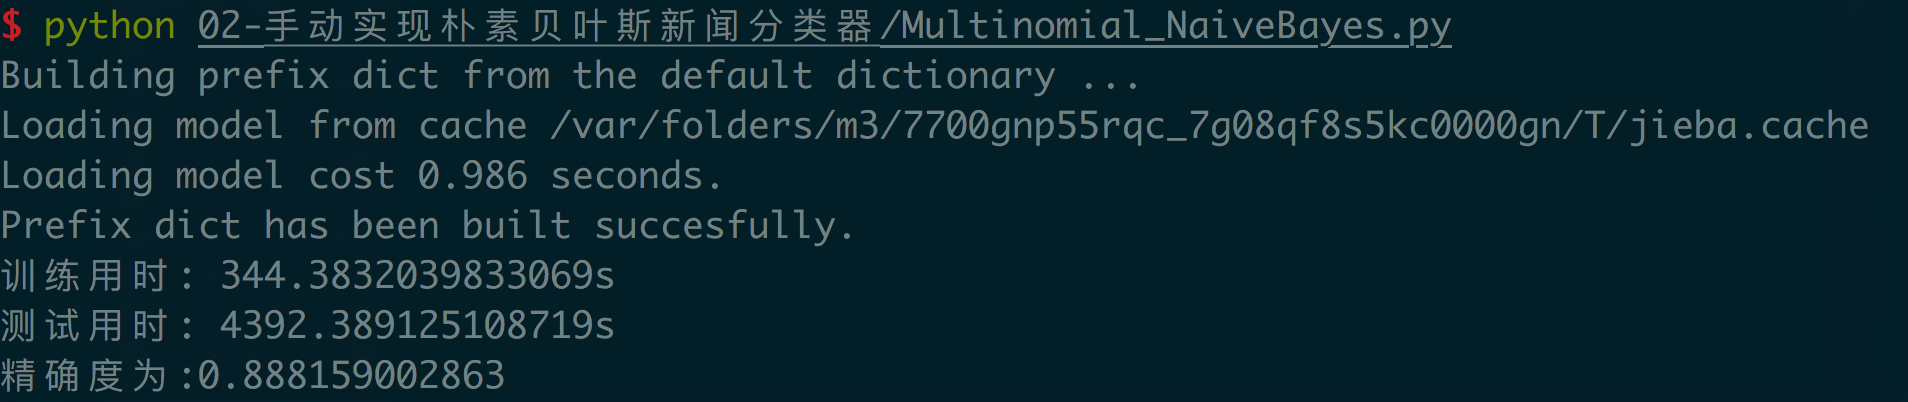 $ python 02-手动实现朴素贝叶斯新闻分类器/Multinomial_NaiveBayes.py
Building prefix dict from the default dictionary ...
Loading model from cache /var/folders/m3/7700gnp55rqc_7g08qf8s5kc0000gn/T/jieba.cache
Loading model cost 0.986 seconds.
Prefix dict has been built succesfully.
训练用时: 344.3832039833069s
测试用时: 4392.389125108719s
精确度为:0.888159002863